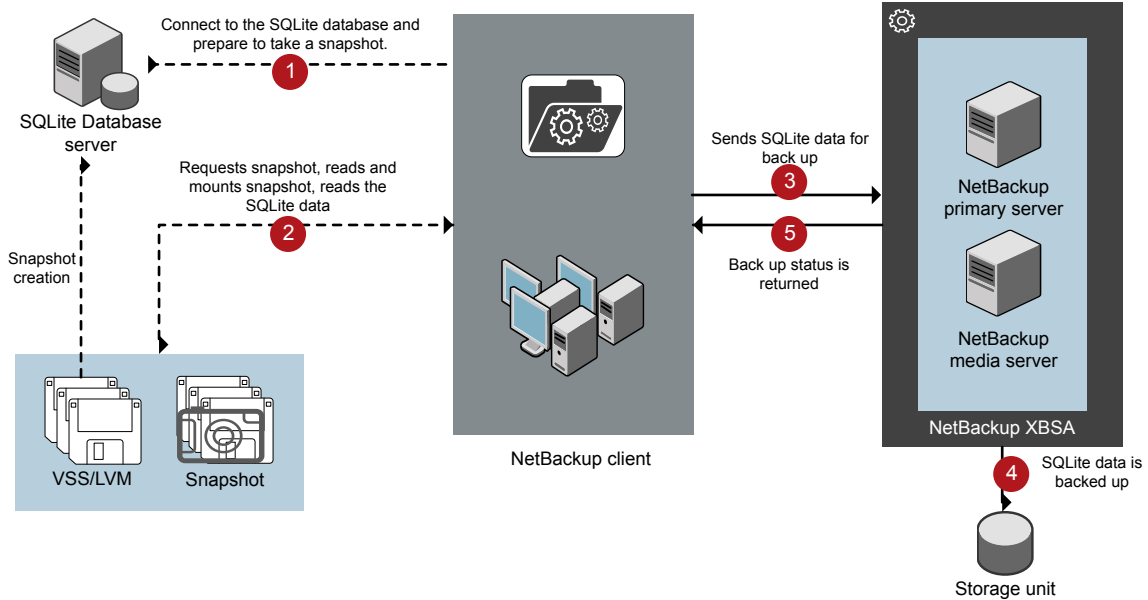 Connect to the SQLite database and
prepare to take a snapshot.
1
SQLite Database
server
Requests snapshot, reads and
mounts snapshot, reads the
SQLite data
2
Snapshot
creation
VSS/LVM
Snapshot
NetBackup client
Sends SQLite data for
back up
3
5
Back up status is
returned
NetBackup
primary server
NetBackup
media server
NetBackup XBSA
4
SQLite data is
backed up
Storage unit